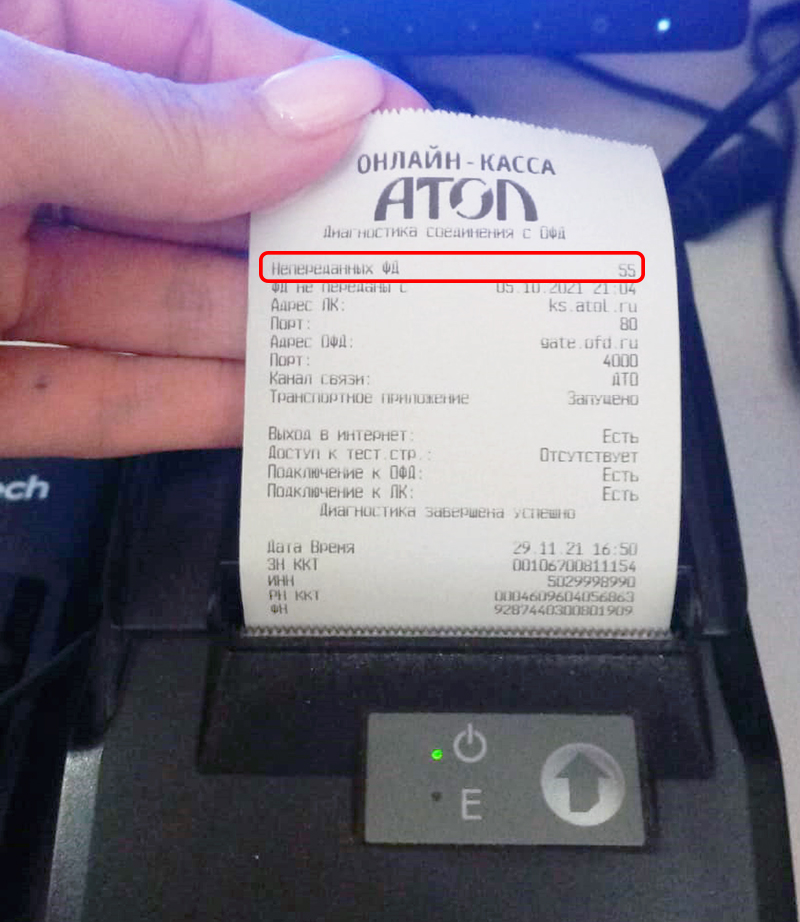 ОНЛАЙН-КАССА
АТОЛ
Диагностика соединения с ОФД
Непереданных ФД 55
ФД не переданы с 05.10.2021 21:04
Адрес ЛК: ks.atol.ru
Порт: 80
Адрес ОФД: gate.ofd.ru
Порт: 4000
Канал связи: ДТО
Транспортное приложение Запущено
Выход в интернет: Есть
Доступ к тест.стр.: Отсутствует
Подключение к ОФД: Есть
Подключение к ЛК: Есть
Диагностика завершена успешно
Дата Время 29.11.21 16:50
ЗН ККТ 00106700811154
ИНН 5029998990
РН ККТ 0004609604056863
ФН 9287440300801909
ech
E